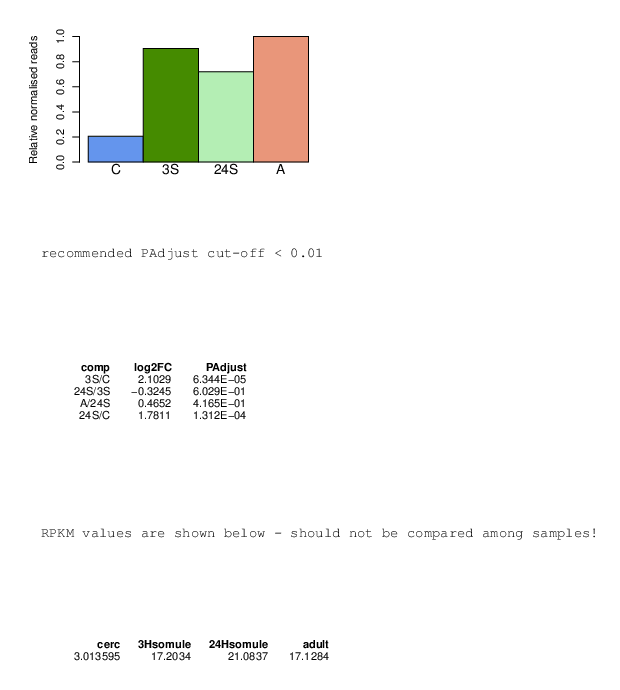 Relative normalised reads
1.0
0.8
0.6
0.4
0.2
0.0
C 3S 24S A
recommended PAdjust cut-off < 0.01
comp log2FC PAdjust
3S/C 2.1029 6.344E−05
24S/3S −0.3245 6.029E−01
A/24S 0.4652 4.165E−01
24S/C 1.7811 1.312E−04
RPKM values are shown below - should not be compared among samples!
cerc 3Hsomule 24Hsomule adult
3.013595 17.2034 21.0837 17.1284